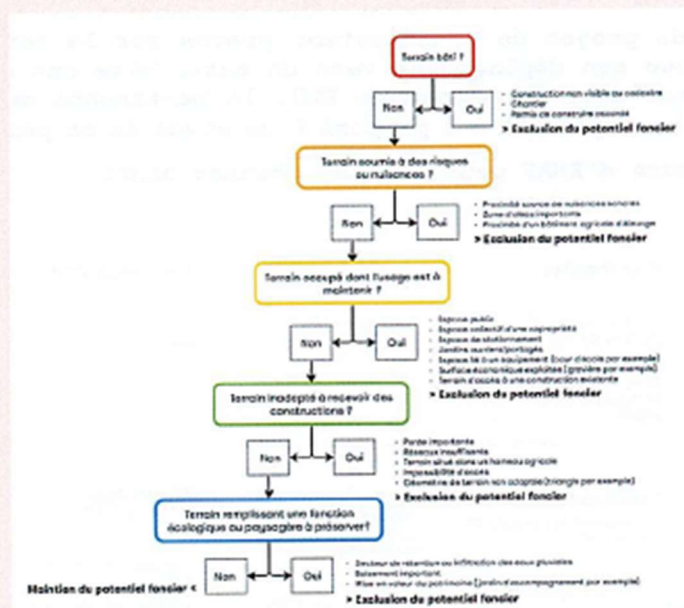 Terrain bâti ?
Non
Oui
- Construction non visible au cadastre
- Chantier
- Permis de construire accordé
> Exclusion du potentiel foncier
Terrain soumis à des risques
ou nuisances ?
Non
Oui
- Proximité source de nuisances sonores
- Zone d'aléas importants
- Proximité d'un bâtiment agricole d'élevage
> Exclusion du potentiel foncier
Terrain occupé dont l'usage est à
maintenir ?
Non
Oui
- Espace public
- Espace collectif d'une copropriété
- Espace de stationnement
- Jardins ouvriers/partagés
- Espace lié à un équipement (cour d'école par exemple)
- Surface économique exploitée (gravière par exemple)
- Terrain d'accès à une construction existante
> Exclusion du potentiel foncier
Terrain inadapté à recevoir des
constructions ?
Non
Oui
- Pente importante
- Réseaux insuffisants
- Terrain situé dans un hameau agricole
- Impossibilité d'accès
- Géométrie de terrain non adaptée (triangle par exemple)
> Exclusion du potentiel foncier
Terrain remplissant une fonction
écologique ou paysagère à préserver ?
Non
Oui
- Secteur de rétention ou infiltration des eaux pluviales
- Boisement important
- Mise en valeur du patrimoine (jardin d'accompagnement par exemple)
> Exclusion du potentiel foncier
Maintien du potentiel foncier <